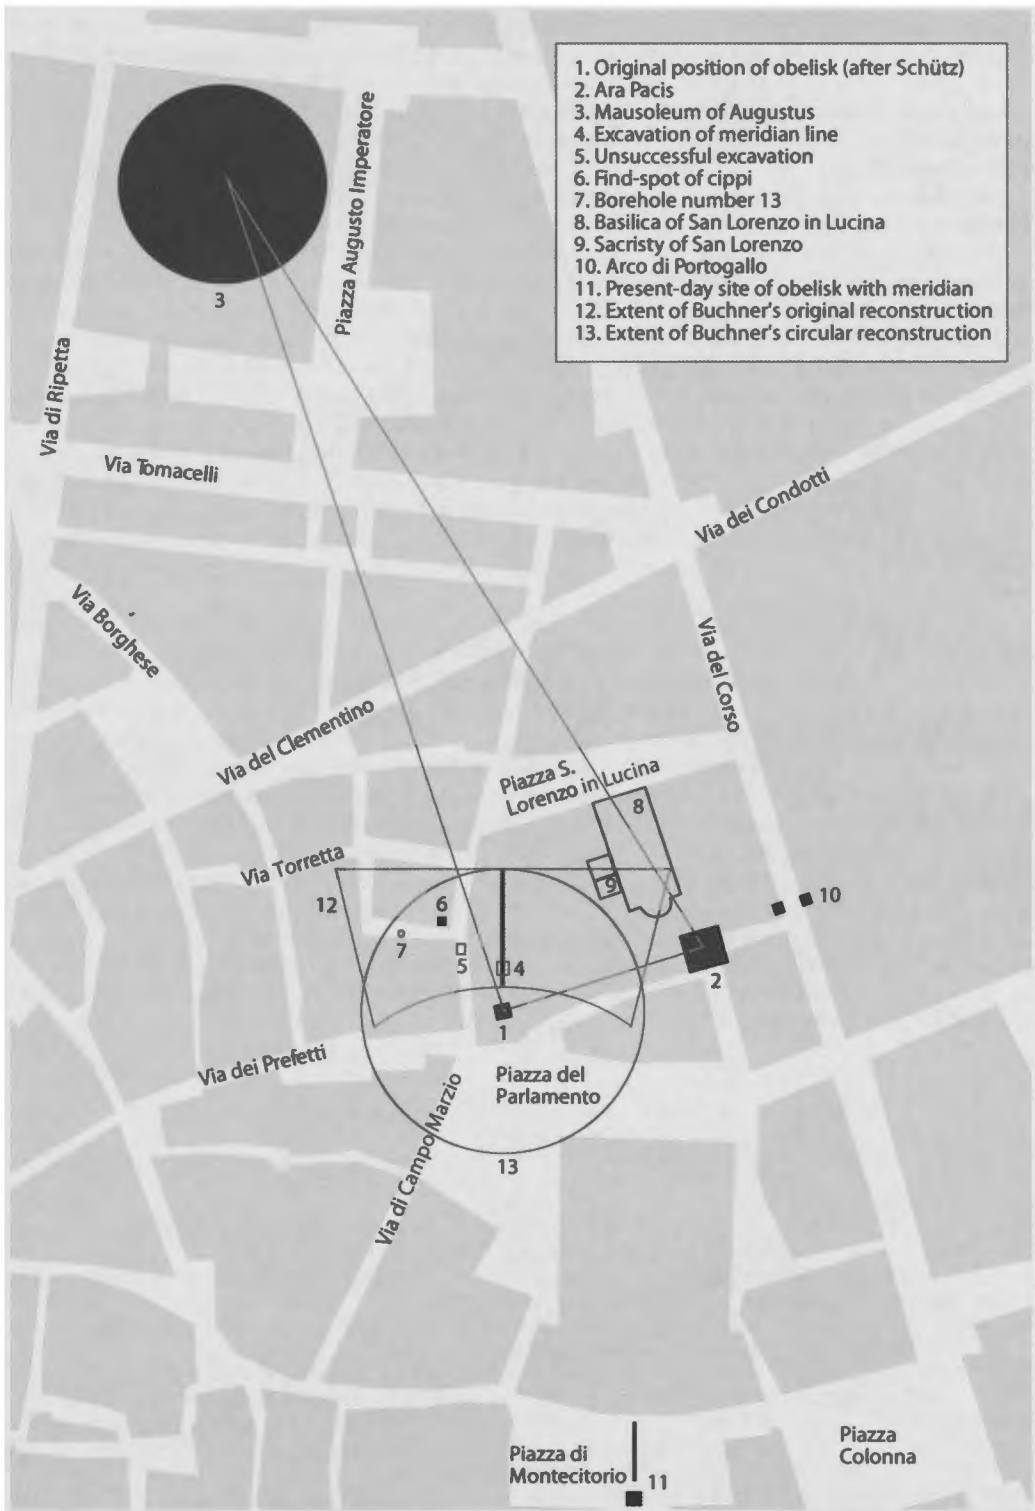 1. Original position of obelisk (after Schütz)
2. Ara Pacis
3. Mausoleum of Augustus
4. Excavation of meridian line
5. Unsuccessful excavation
6. Find-spot of cippi
7. Borehole number 13
8. Basilica of San Lorenzo in Lucina
9. Sacristy of San Lorenzo
10. Arco di Portogallo
11. Present-day site of obelisk with meridian
12. Extent of Buchner's original reconstruction
13. Extent of Buchner's circular reconstruction
Piazza Augusto Imperatore
3
Via di Ripetta
Via Tomacelli
Via dei Condotti
Via Borghese
Via del Corso
Via del Clementino
Piazza S.
Lorenzo in Lucina
8
Via Torretta
9
10
12
6
7
5
4
2
1
Via dei Prefetti
Piazza del
Parlamento
Via di Campo Marzio
13
Piazza di
Montecitorio
11
Piazza
Colonna